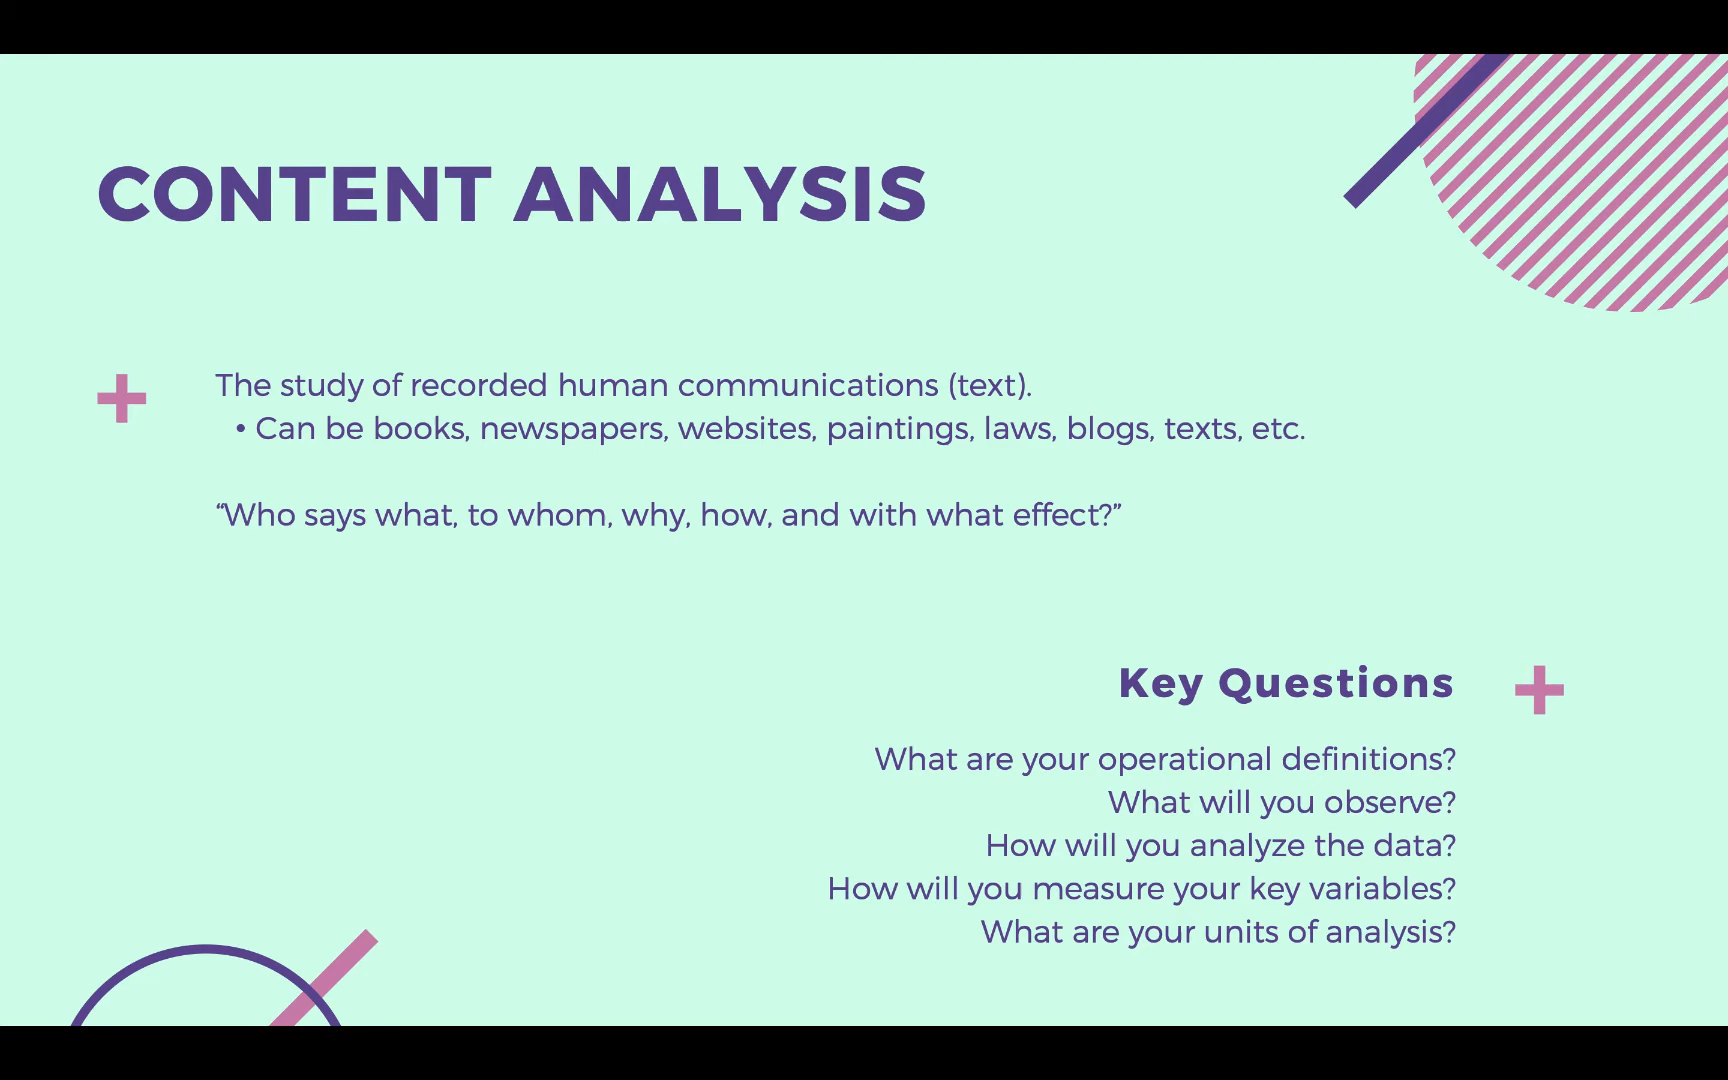 CONTENT ANALYSIS
The study of recorded human communications (text).
• Can be books, newspapers, websites, paintings, laws, blogs, texts, etc.
“Who says what, to whom, why, how, and with what effect?”
Key Questions
What are your operational definitions?
What will you observe?
How will you analyze the data?
How will you measure your key variables?
What are your units of analysis?